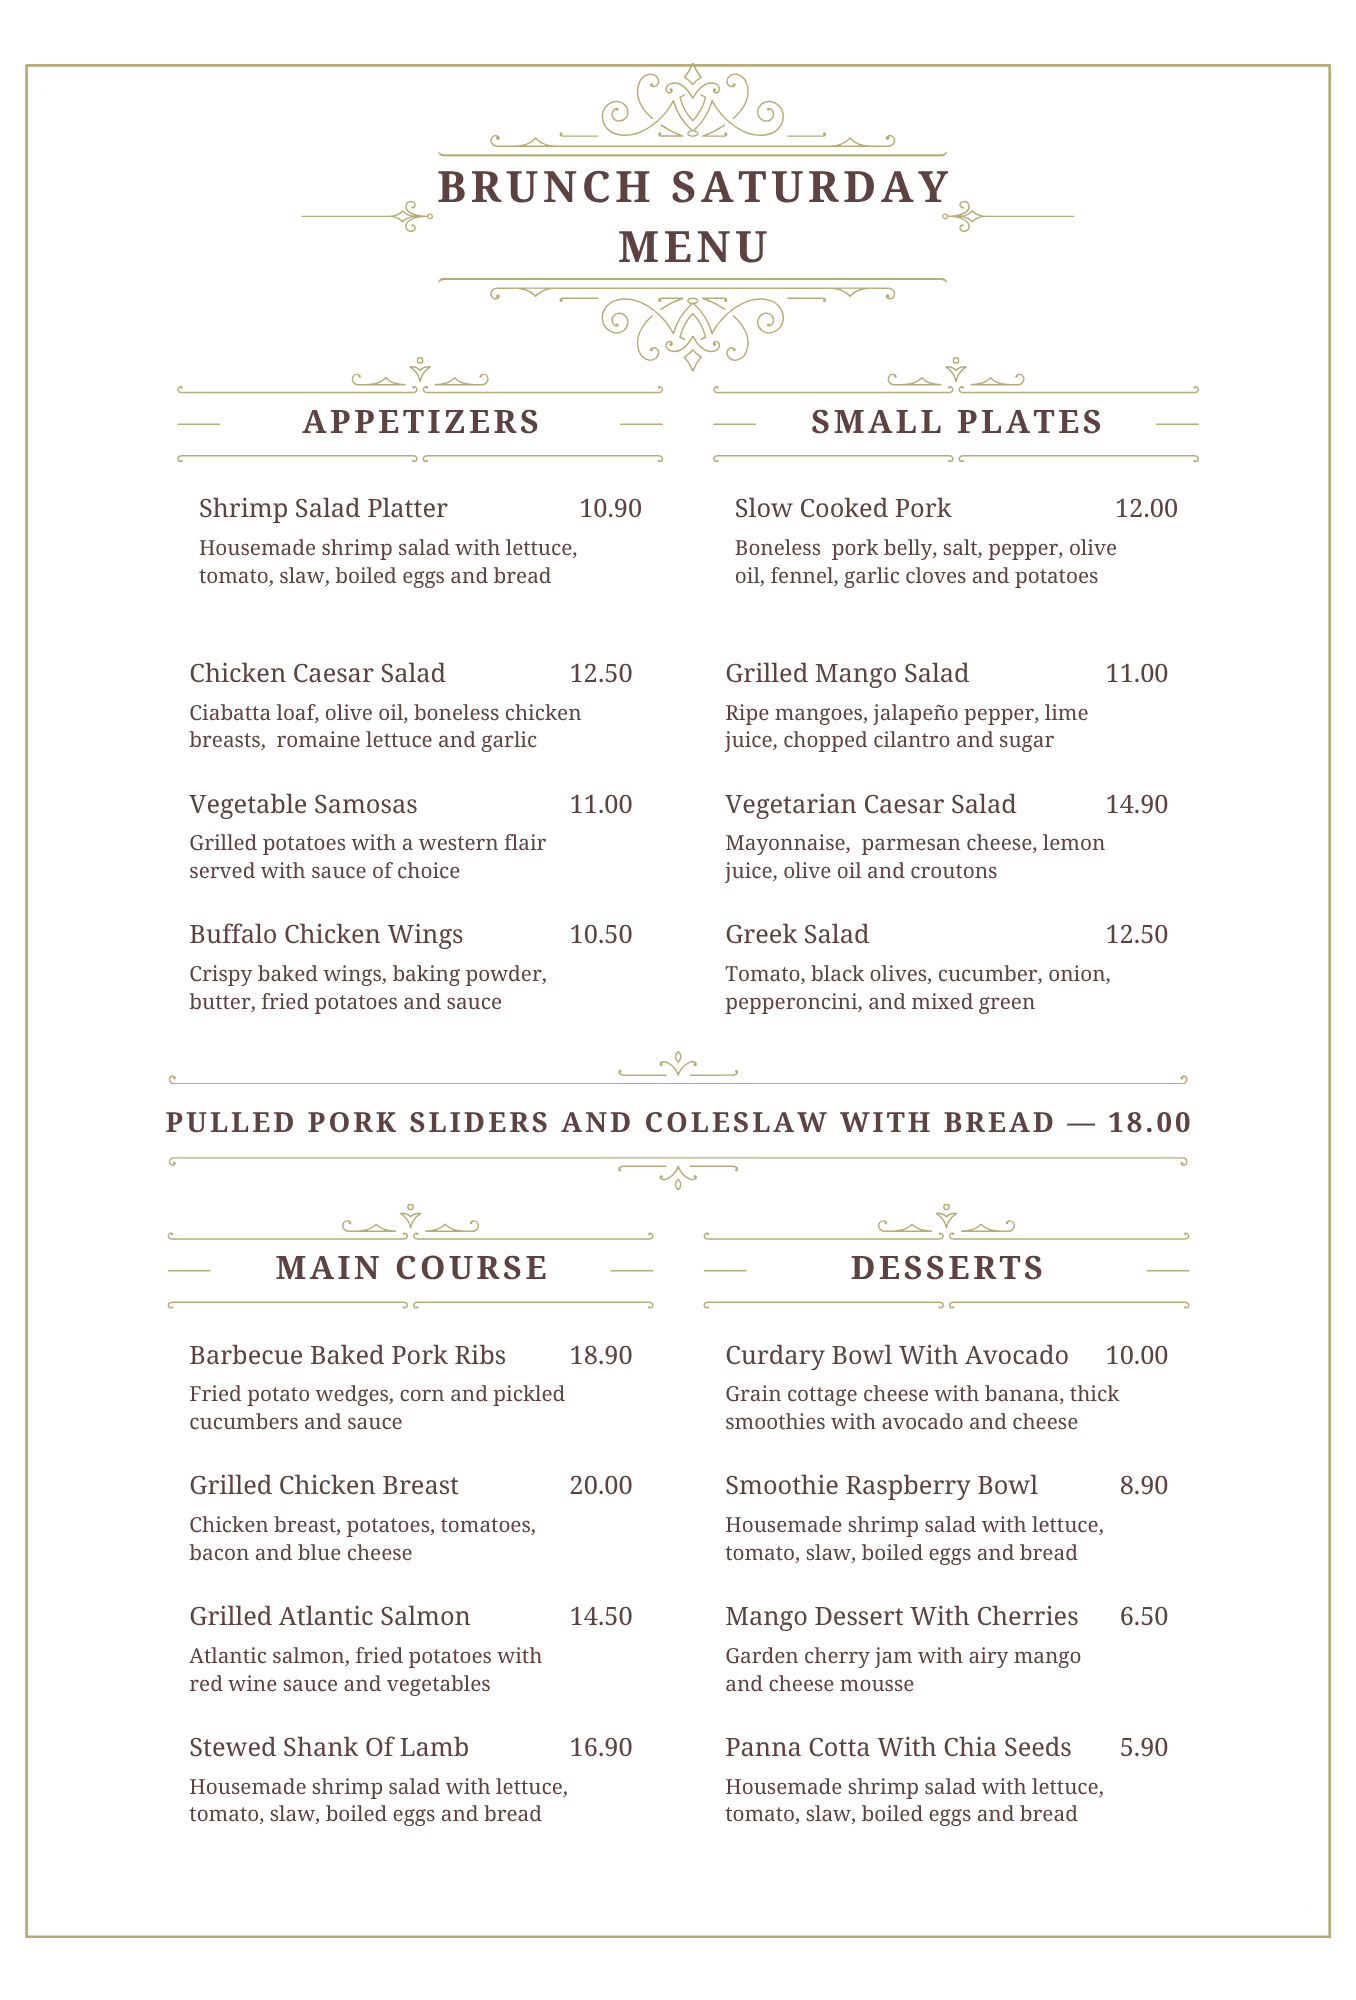 BRUNCH SATURDAY
MENU
APPETIZERS
Shrimp Salad Platter 10.90
Housemade shrimp salad with lettuce,
tomato, slaw, boiled eggs and bread
Chicken Caesar Salad 12.50
Ciabatta loaf, olive oil, boneless chicken
breasts,  romaine lettuce and garlic
Vegetable Samosas 11.00
Grilled potatoes with a western flair
served with sauce of choice
Buffalo Chicken Wings 10.50
Crispy baked wings, baking powder,
butter, fried potatoes and sauce
SMALL PLATES
Slow Cooked Pork 12.00
Boneless  pork belly, salt, pepper, olive
oil, fennel, garlic cloves and potatoes
Grilled Mango Salad 11.00
Ripe mangoes, jalapeño pepper, lime
juice, chopped cilantro and sugar
Vegetarian Caesar Salad 14.90
Mayonnaise,  parmesan cheese, lemon
juice, olive oil and croutons
Greek Salad 12.50
Tomato, black olives, cucumber, onion,
pepperoncini, and mixed green
PULLED PORK SLIDERS AND COLESLAW WITH BREAD — 18.00
MAIN COURSE
Barbecue Baked Pork Ribs 18.90
Fried potato wedges, corn and pickled
cucumbers and sauce
Grilled Chicken Breast 20.00
Chicken breast, potatoes, tomatoes,
bacon and blue cheese
Grilled Atlantic Salmon 14.50
Atlantic salmon, fried potatoes with
red wine sauce and vegetables
Stewed Shank Of Lamb 16.90
Housemade shrimp salad with lettuce,
tomato, slaw, boiled eggs and bread
DESSERTS
Curdary Bowl With Avocado 10.00
Grain cottage cheese with banana, thick
smoothies with avocado and cheese
Smoothie Raspberry Bowl 8.90
Housemade shrimp salad with lettuce,
tomato, slaw, boiled eggs and bread
Mango Dessert With Cherries 6.50
Garden cherry jam with airy mango
and cheese mousse
Panna Cotta With Chia Seeds 5.90
Housemade shrimp salad with lettuce,
tomato, slaw, boiled eggs and bread